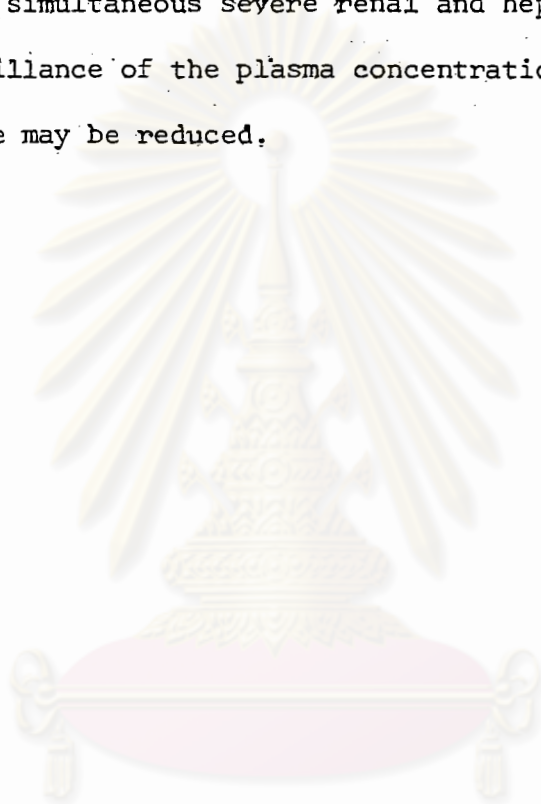 simultaneous severe renal and hep
illance of the plasma concentratio
e may be reduced.